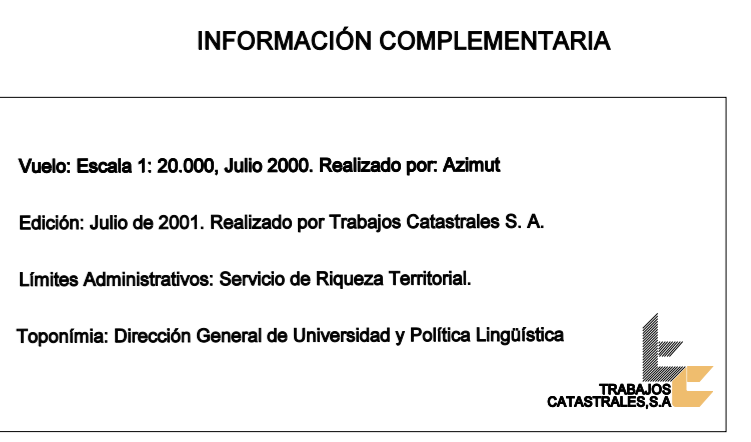 INFORMACIÓN COMPLEMENTARIA
Vuelo: Escala 1: 20.000, Julio 2000. Realizado por: Azimut
Edición: Julio de 2001. Realizado por Trabajos Catastrales S. A.
Límites Administrativos: Servicio de Riqueza Territorial.
Toponímia: Dirección General de Universidad y Política Lingüística
TRABAJOS
CATASTRALES,S.A